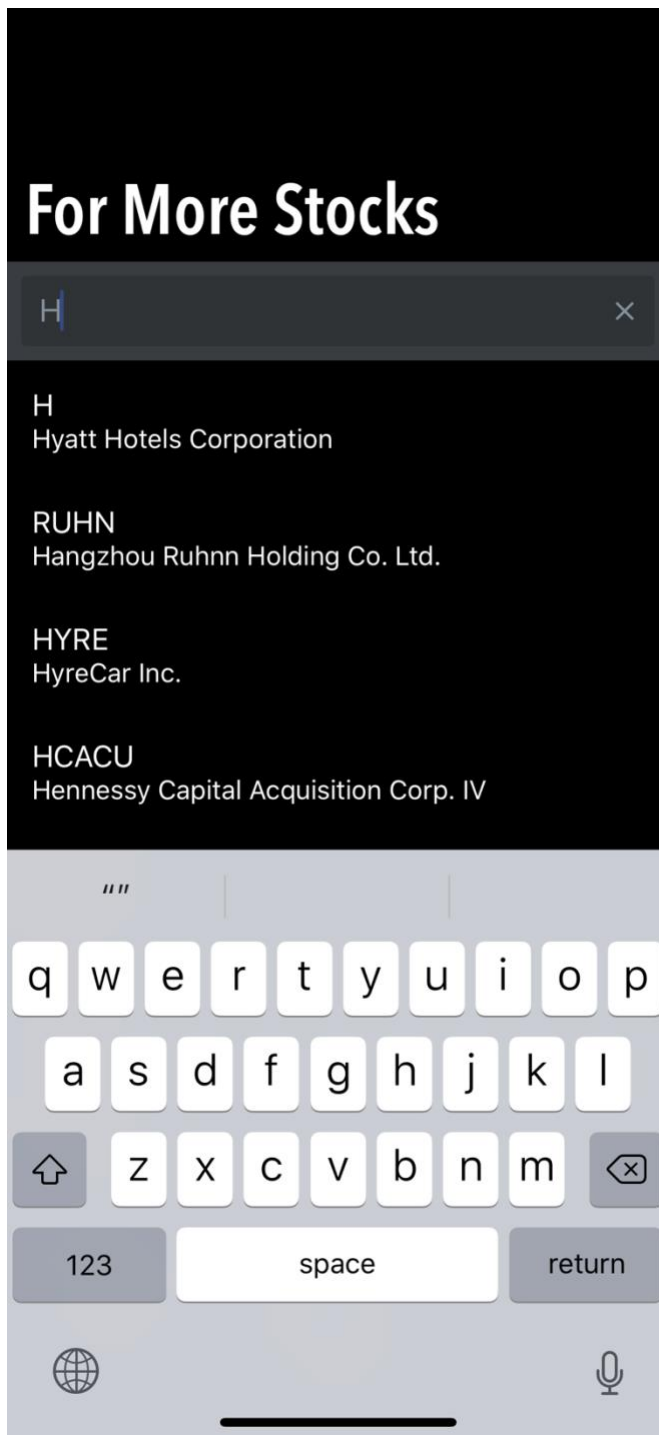 For More Stocks
H
H
Hyatt Hotels Corporation
RUHN
Hangzhou Ruhnn Holding Co. Ltd.
HYRE
HyreCar Inc.
HCACU
Hennessy Capital Acquisition Corp. IV
“”
q w e r t y u i o p
a s d f g h j k l
z x c v b n m
123 space return